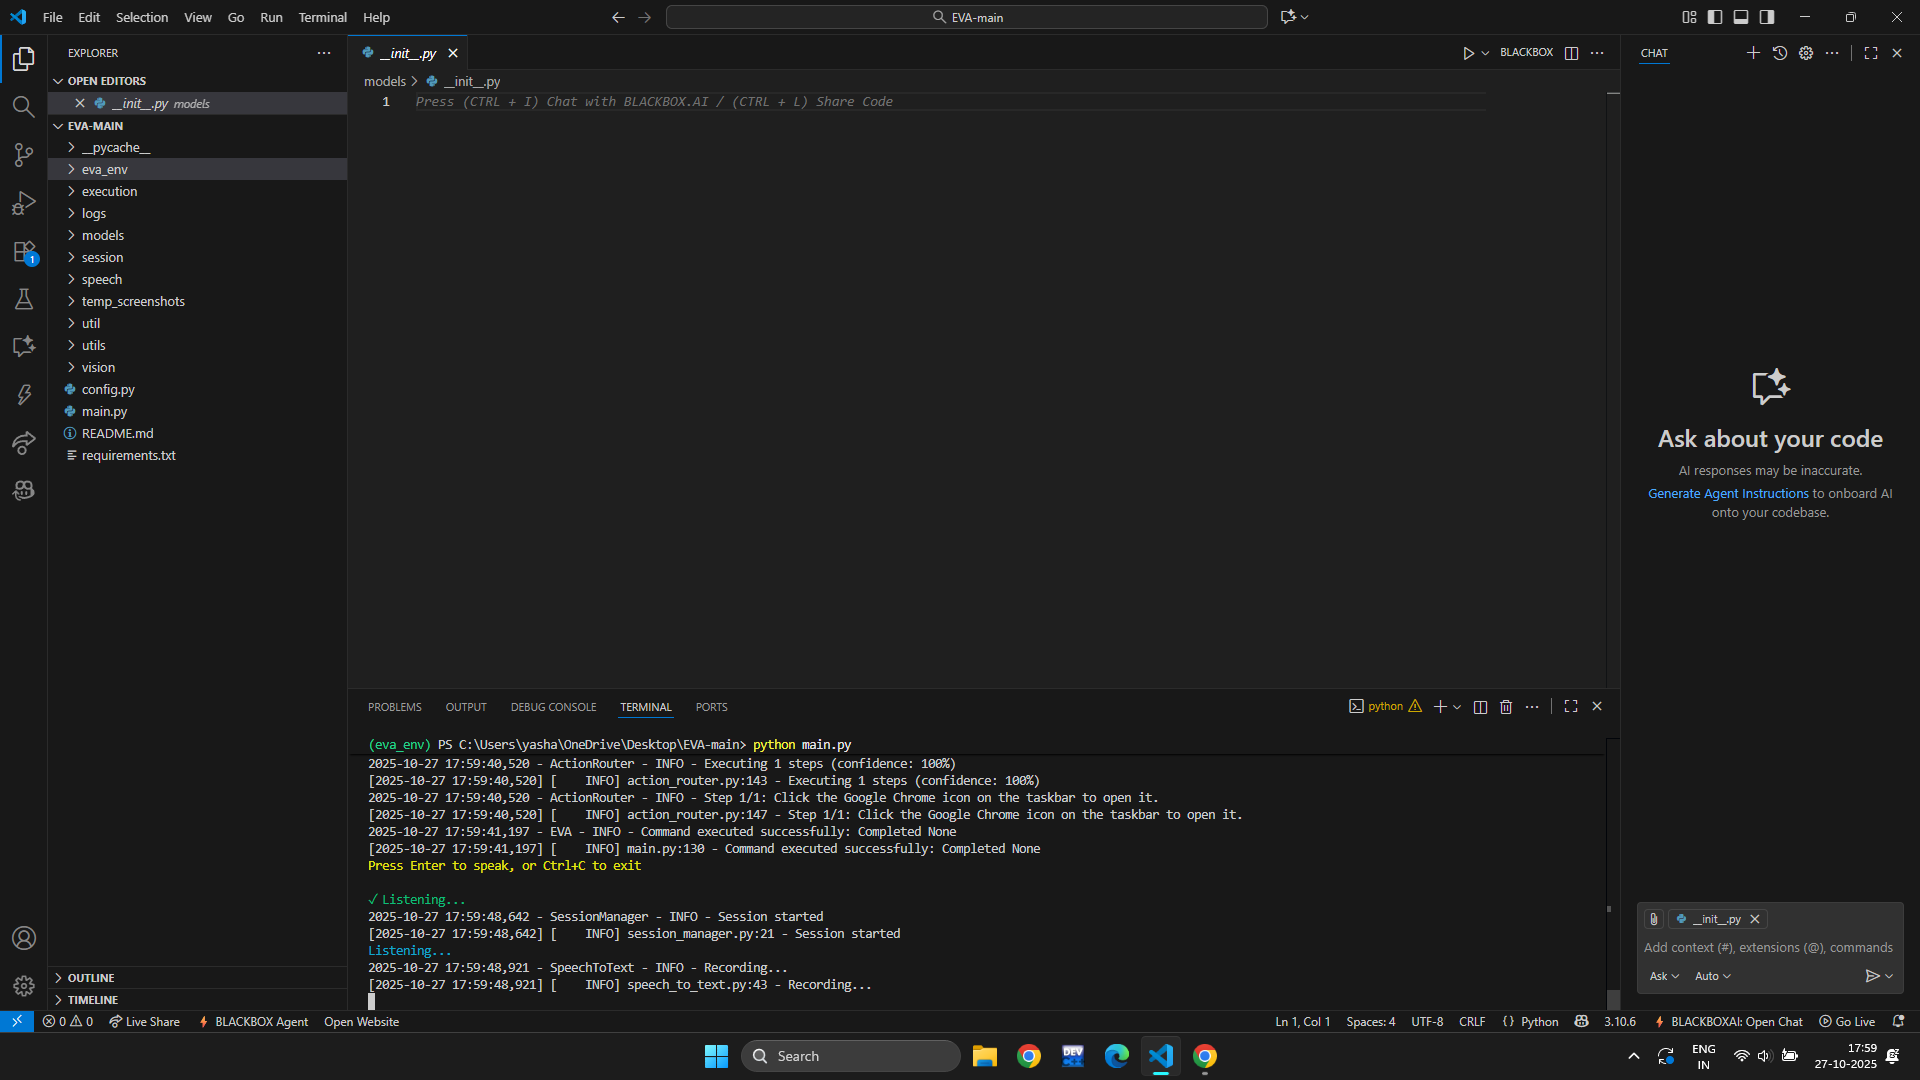 File Edit Selection View Go Run Terminal Help
EVA-main
EXPLORER
OPEN EDITORS
__init__.py models
EVA-MAIN
__pycache__
eva_env
execution
logs
models
session
speech
temp_screenshots
util
utils
vision
config.py
main.py
README.md
requirements.txt
OUTLINE
TIMELINE
1
__init__.py
BLACKBOX
models > __init__.py
1 Press (CTRL + I) Chat with BLACKBOX.AI / (CTRL + L) Share Code
PROBLEMS OUTPUT DEBUG CONSOLE TERMINAL PORTS
python
(eva_env) PS C:\Users\yasha\OneDrive\Desktop\EVA-main> python main.py
2025-10-27 17:59:40,520 - ActionRouter - INFO - Executing 1 steps (confidence: 100%)
[2025-10-27 17:59:40,520] [    INFO] action_router.py:143 - Executing 1 steps (confidence: 100%)
2025-10-27 17:59:40,520 - ActionRouter - INFO - Step 1/1: Click the Google Chrome icon on the taskbar to open it.
[2025-10-27 17:59:40,520] [    INFO] action_router.py:147 - Step 1/1: Click the Google Chrome icon on the taskbar to open it.
2025-10-27 17:59:41,197 - EVA - INFO - Command executed successfully: Completed None
[2025-10-27 17:59:41,197] [    INFO] main.py:130 - Command executed successfully: Completed None
Press Enter to speak, or Ctrl+C to exit
✓ Listening...
2025-10-27 17:59:48,642 - SessionManager - INFO - Session started
[2025-10-27 17:59:48,642] [    INFO] session_manager.py:21 - Session started
Listening...
2025-10-27 17:59:48,921 - SpeechToText - INFO - Recording...
[2025-10-27 17:59:48,921] [    INFO] speech_to_text.py:43 - Recording...
CHAT
Ask about your code
AI responses may be inaccurate.
Generate Agent Instructions to onboard AI
onto your codebase.
__init__.py
Add context (#), extensions (@), commands
Ask Auto
0 0 Live Share BLACKBOX Agent Open Website
Ln 1, Col 1 Spaces: 4 UTF-8 CRLF Python 3.10.6 BLACKBOXAI: Open Chat Go Live
Search
DEV
ENG
IN
17:59
27-10-2025